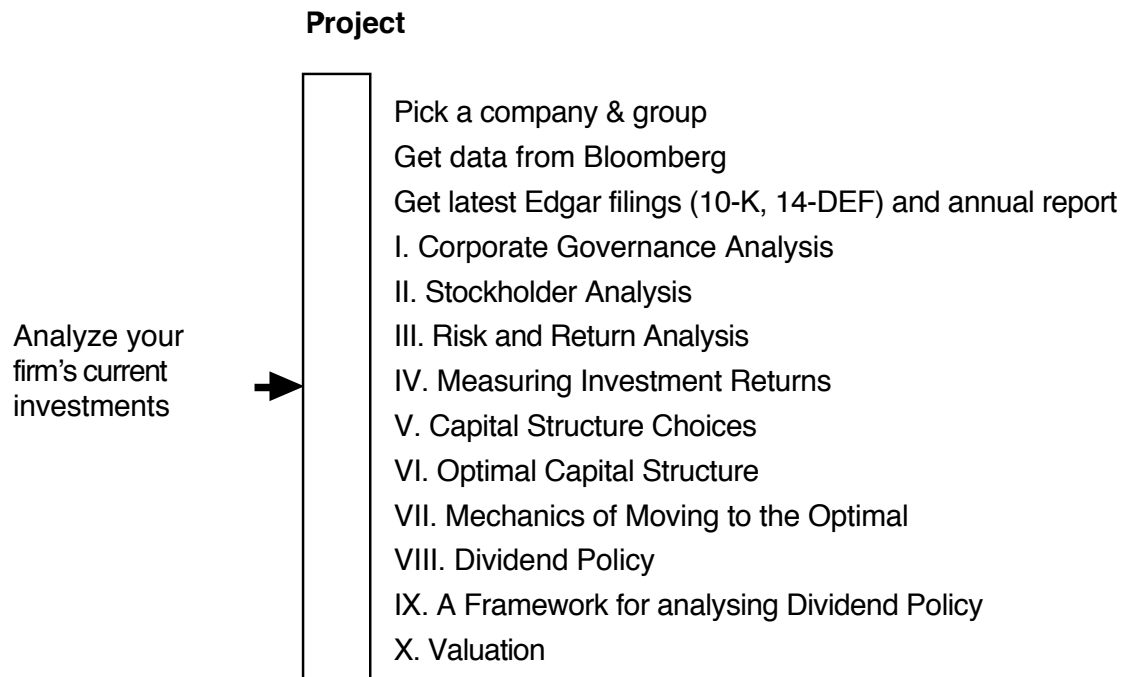 Project
Pick a company & group
Get data from Bloomberg
Get latest Edgar filings (10-K, 14-DEF) and annual report
I. Corporate Governance Analysis
II. Stockholder Analysis
III. Risk and Return Analysis
Analyze your
firm's current
investments
IV. Measuring Investment Returns
V. Capital Structure Choices
VI. Optimal Capital Structure
VII. Mechanics of Moving to the Optimal
VIII. Dividend Policy
IX. A Framework for analysing Dividend Policy
X. Valuation